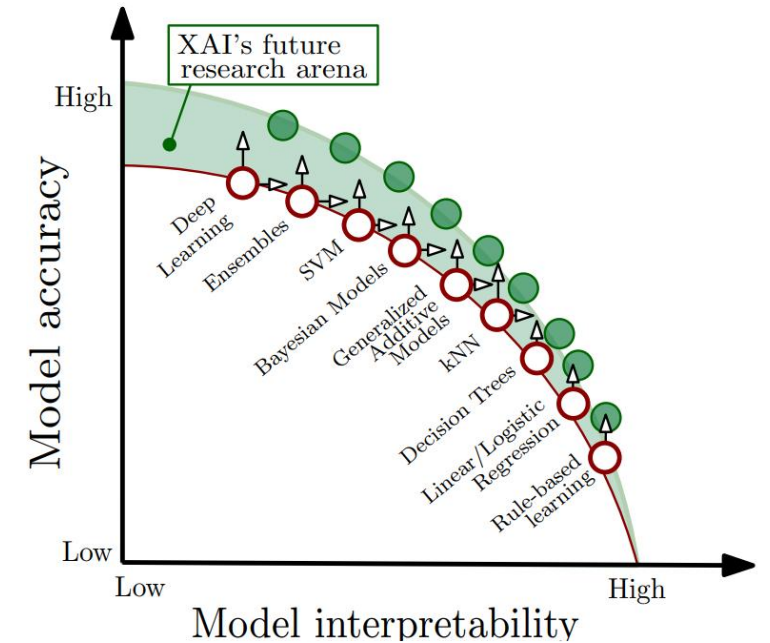 XAI's future
research arena
High
Model accuracy
Deep
Learning
Ensembles
SVM
Bayesian Models
Generalized
Additive
Models
kNN
Decision Trees
Linear/Logistic
Regression
Rule-based
learning
Low
Low
High
Model interpretability